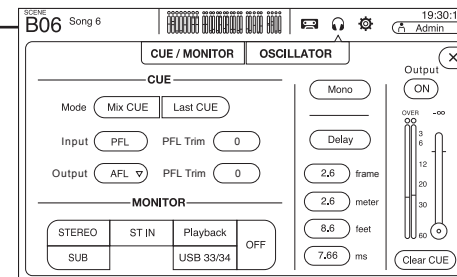 SCENE
B06 Song 6
19:30:1
Admin
CUE / MONITOR OSCILLATOR
CUE
Mode Mix CUE Last CUE
Input PFL PFL Trim 0
Output AFL PFL Trim 0
MONITOR
STEREO ST IN Playback OFF
SUB USB 33/34
Mono
Delay
2.6 frame
2.6 meter
8.6 feet
7.66 ms
Output
ON
OVER -∞
3
6
12
20
30
60
Clear CUE